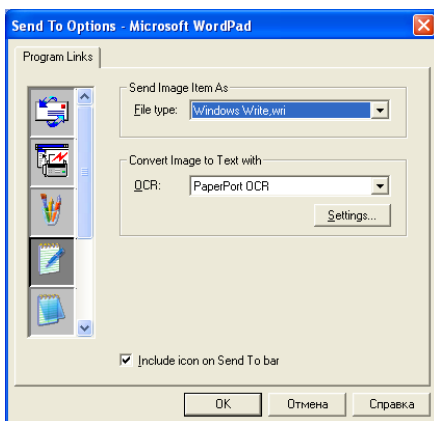 Send To Options - Microsoft WordPad
Program Links
Send Image Item As
File type: Windows Write,wri
Convert Image to Text with
OCR: PaperPort OCR
Settings...
Include icon on Send To bar
OK Отмена Справка